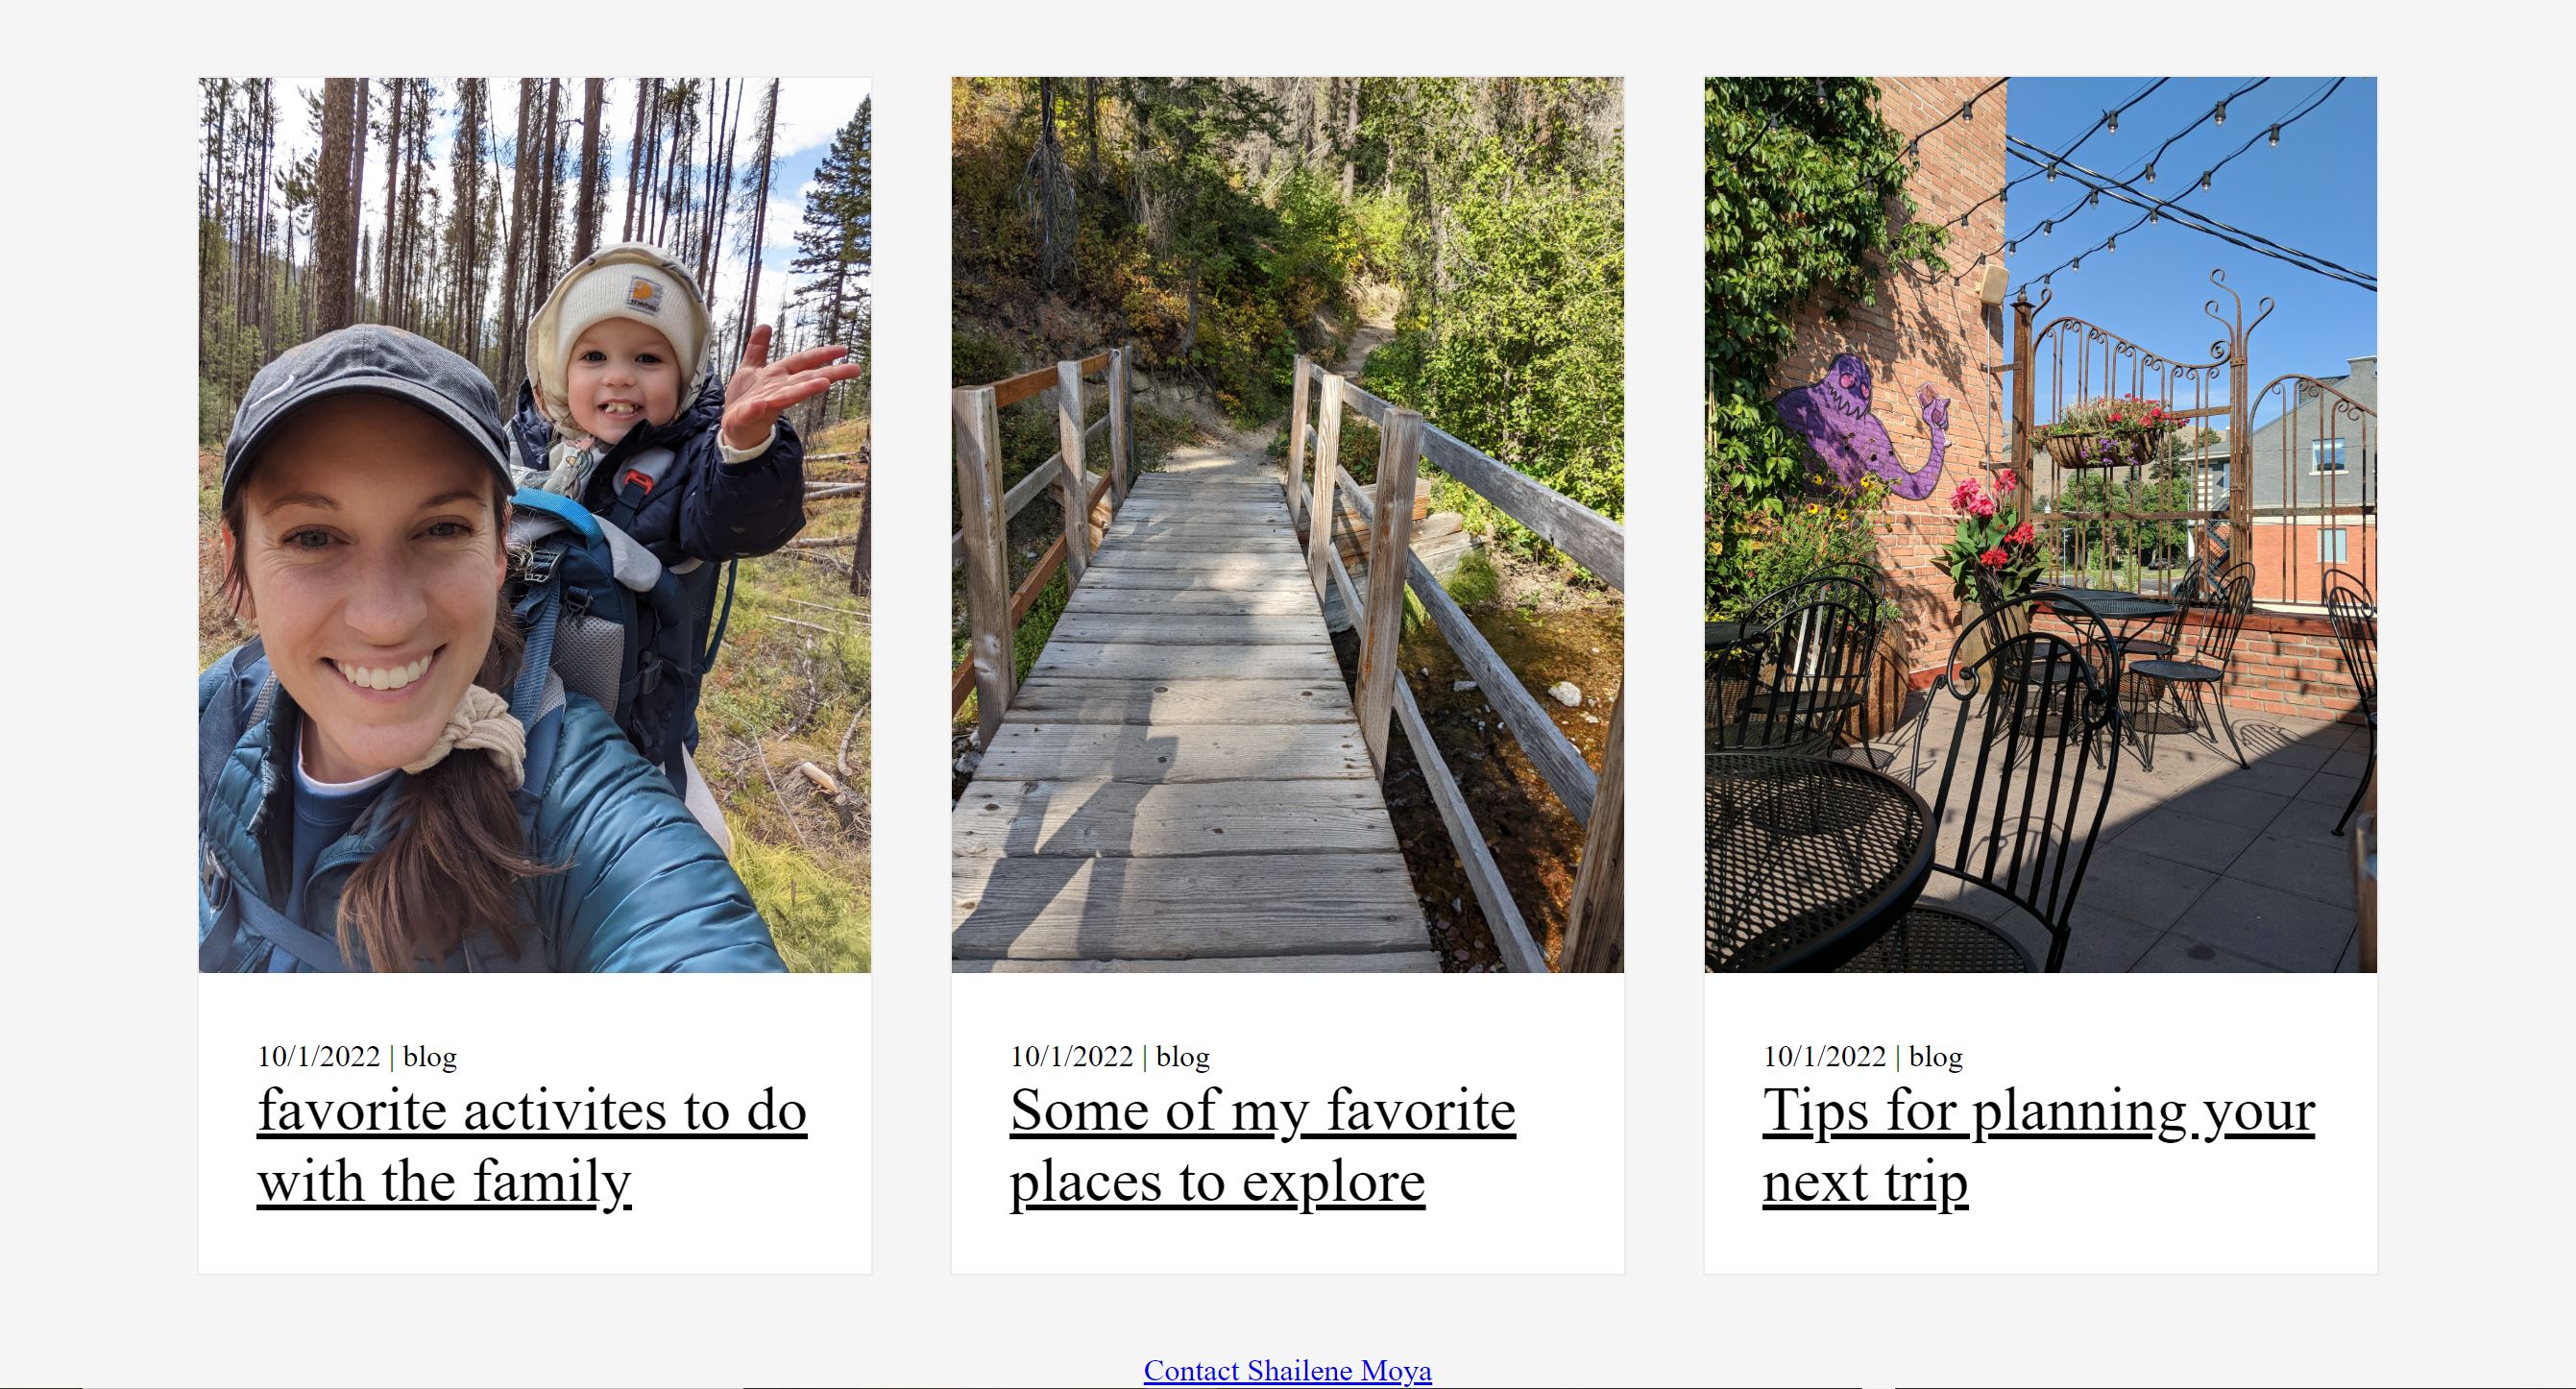 10/1/2022 | blog
favorite activites to do
with the family
10/1/2022 | blog
Some of my favorite
places to explore
10/1/2022 | blog
Tips for planning your
next trip
Contact Shailene Moya